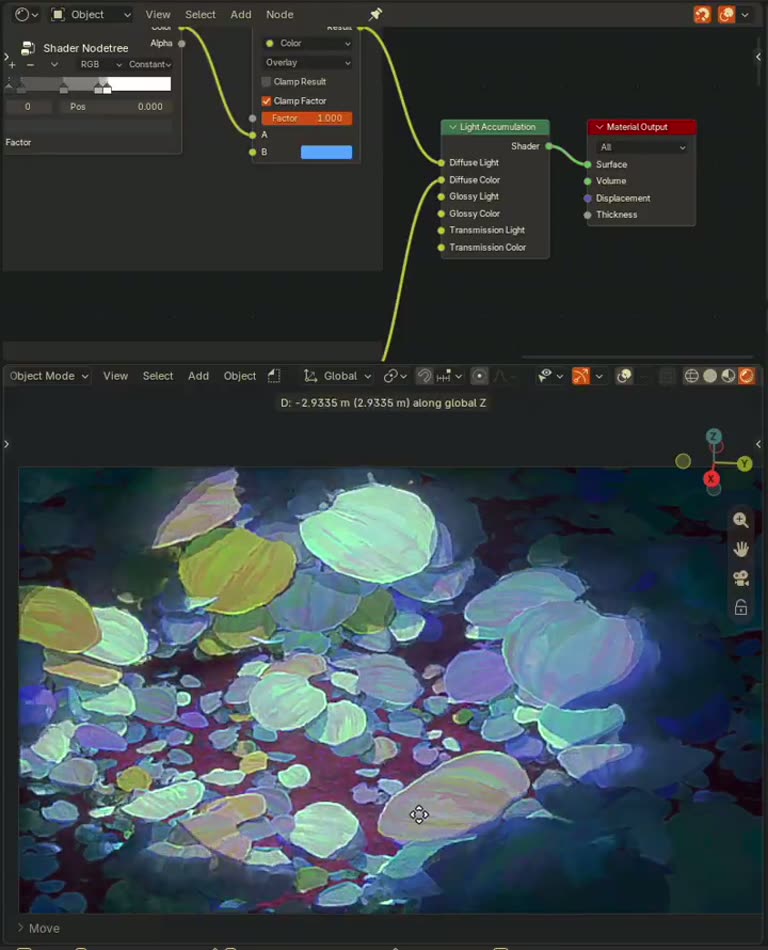 Object View Select Add Node
Color
Result
Shader Nodetree
Alpha
Color
RGB Constant
Overlay
Clamp Result
0 Pos 0.000
Clamp Factor
Factor 1.000
A
Factor
B
Light Accumulation
Shader
Diffuse Light
Diffuse Color
Glossy Light
Glossy Color
Transmission Light
Transmission Color
Material Output
All
Surface
Volume
Displacement
Thickness
Object Mode View Select Add Object Global
D: -2.9335 m (2.9335 m) along global Z
Z
Y
X
Move